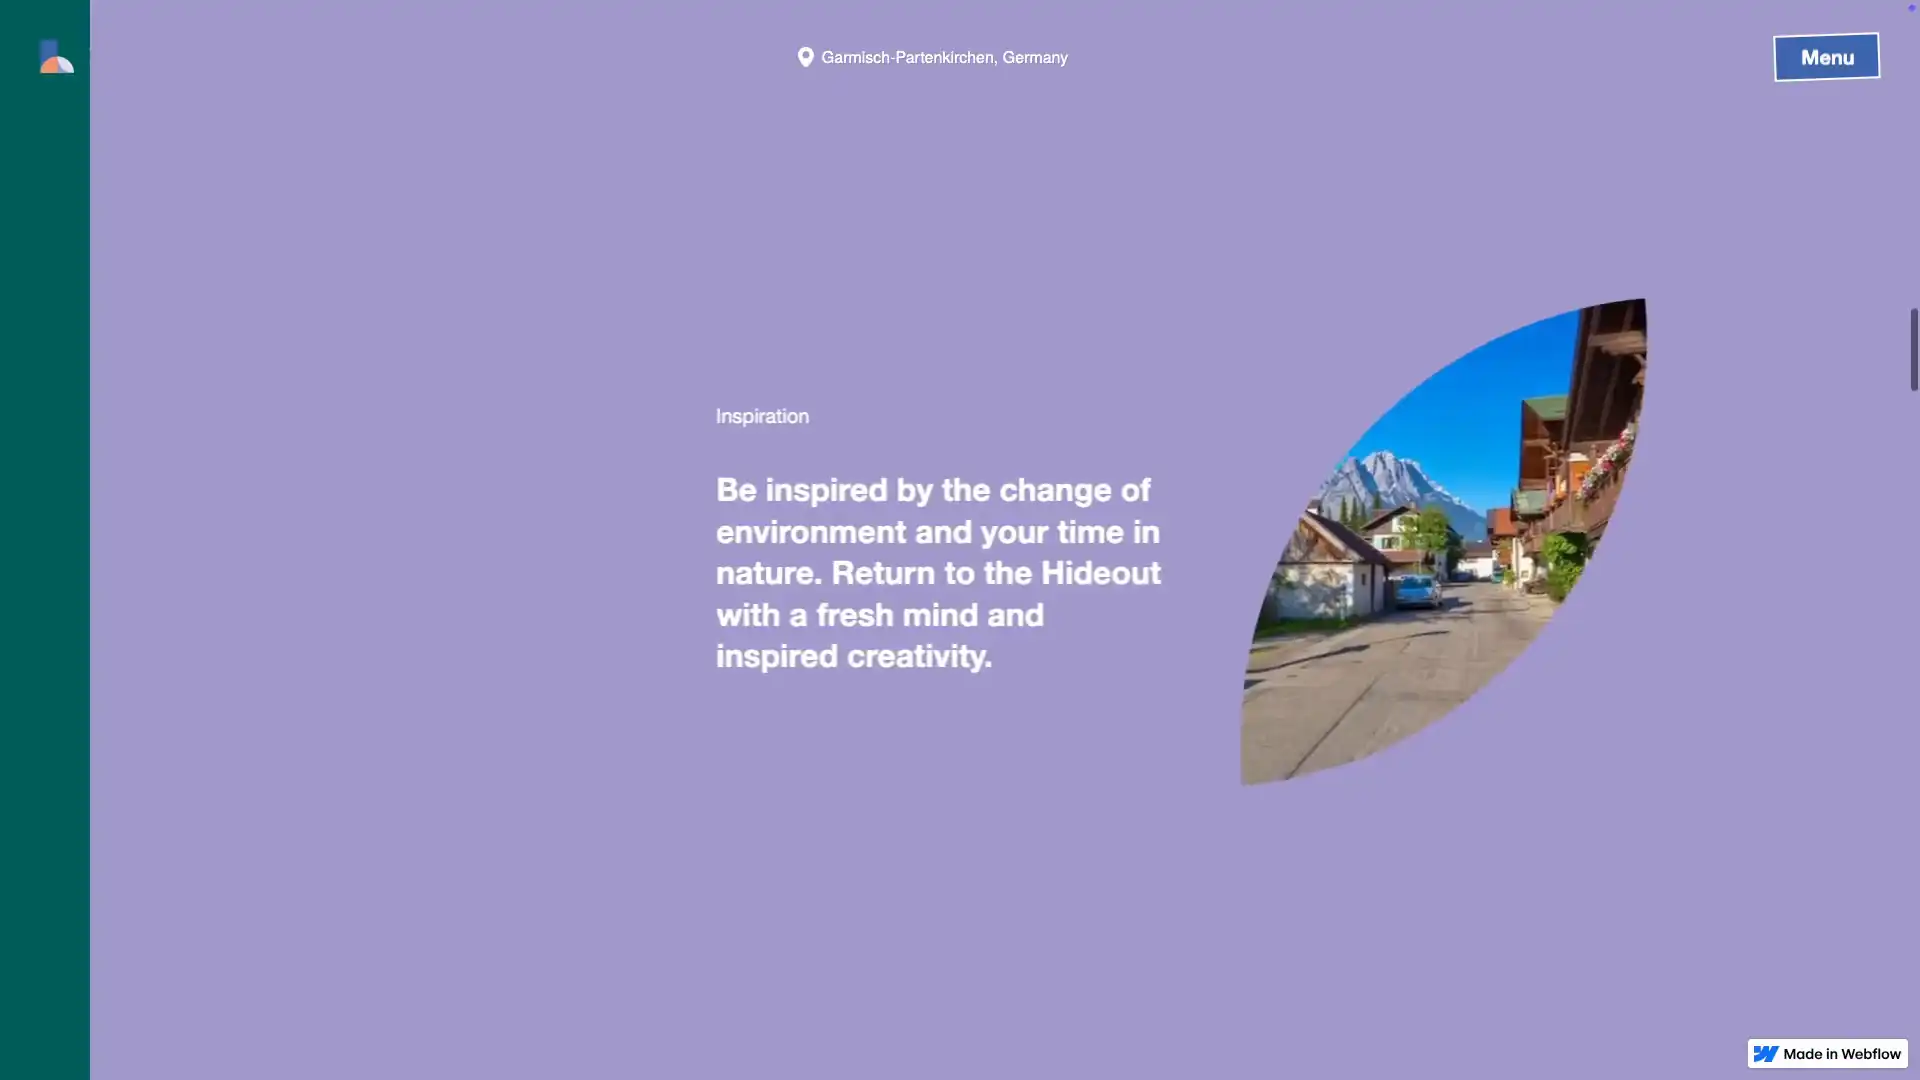 Garmisch-Partenkirchen, Germany
Menu
Inspiration
Be inspired by the change of
environment and your time in
nature. Return to the Hideout
with a fresh mind and
inspired creativity.
Made in Webflow